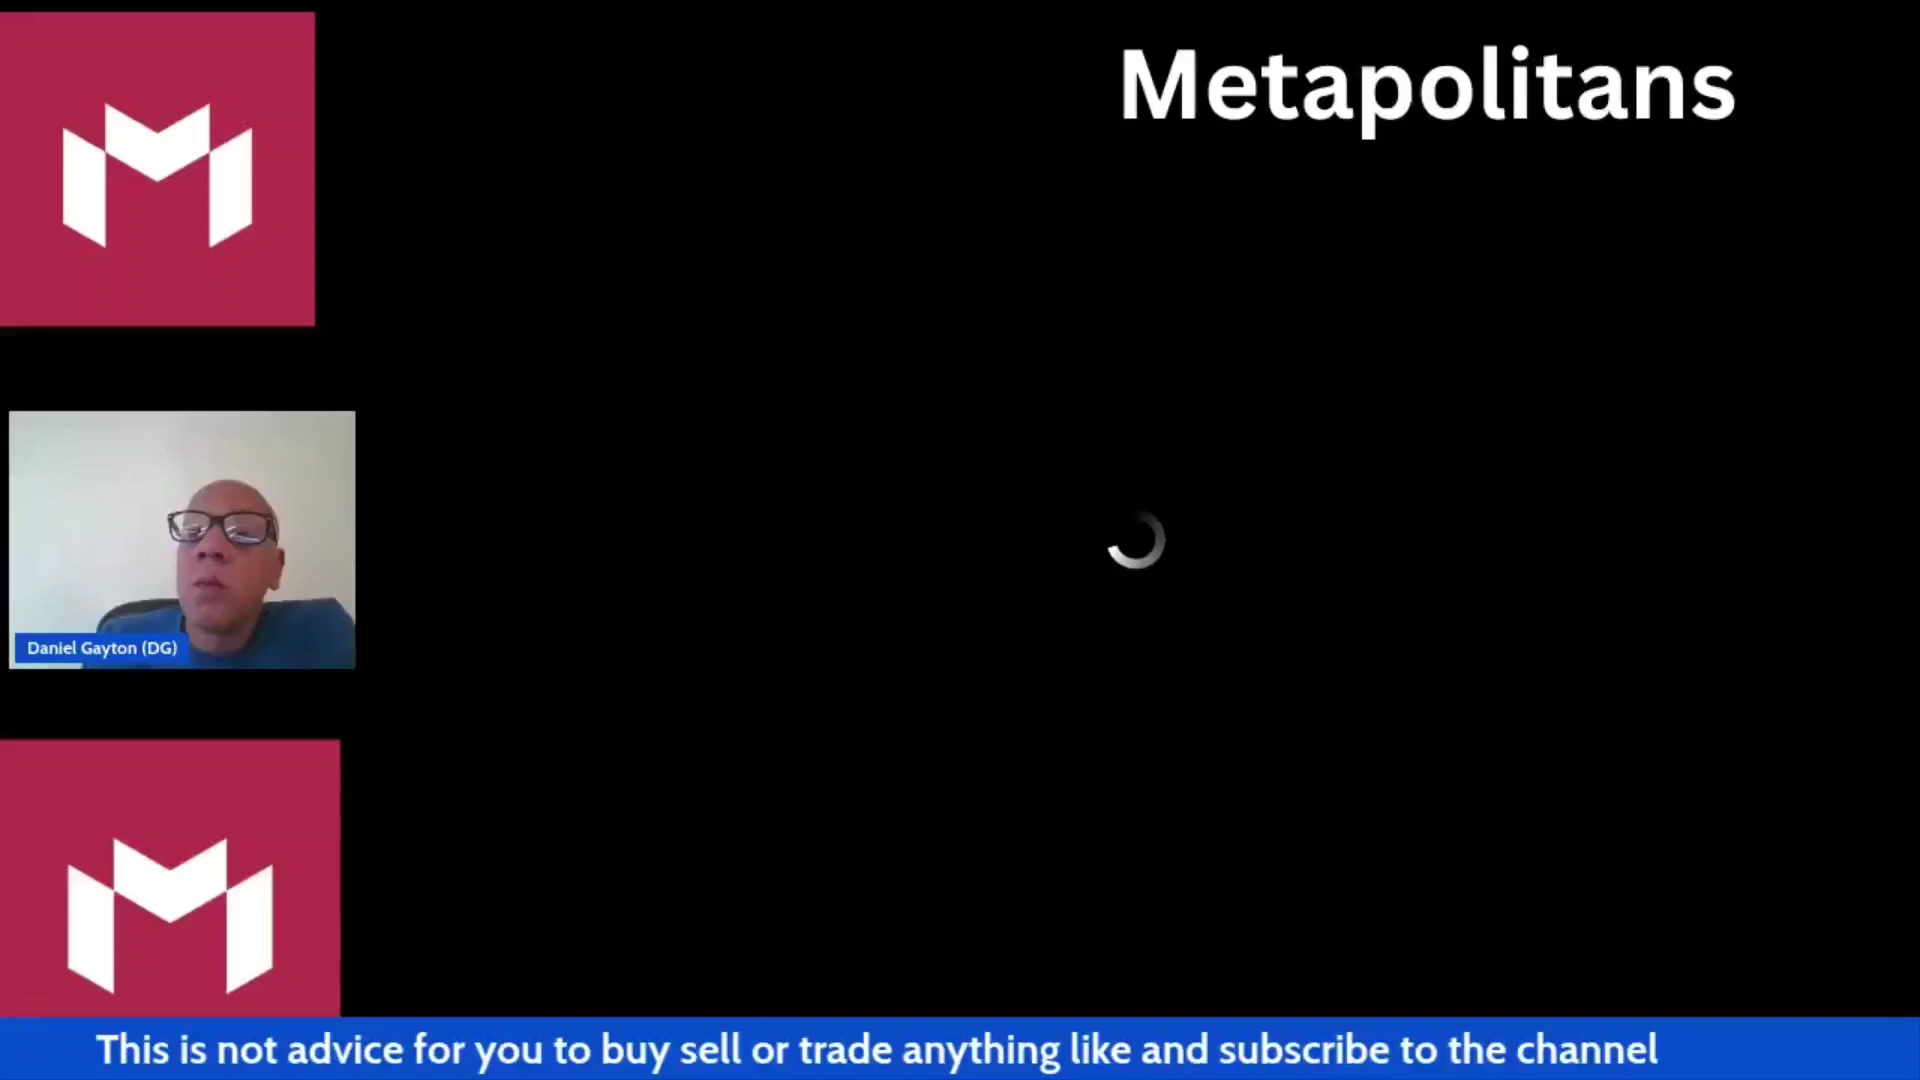 Metapolitans
Daniel Gayton (DG)
This is not advice for you to buy sell or trade anything like and subscribe to the channel